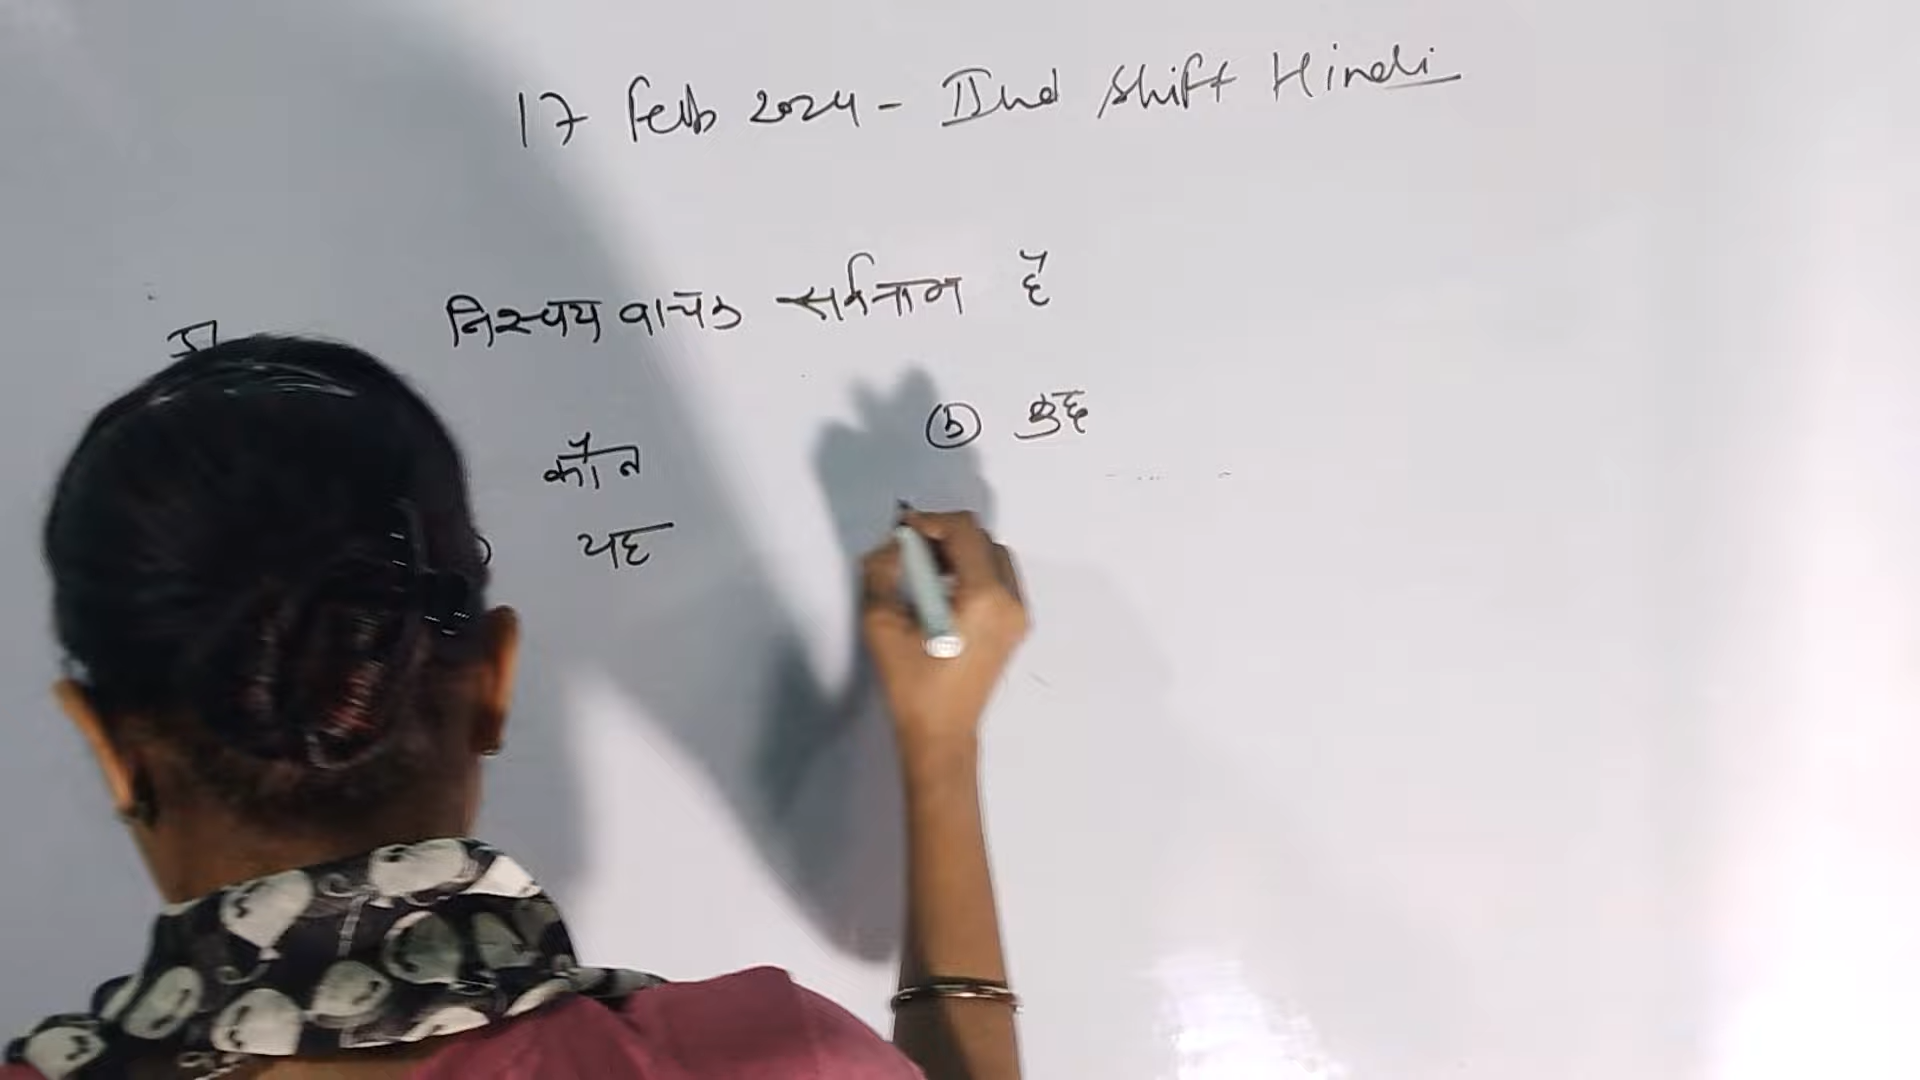 17 Feb 2024 - IInd Shift Hindi
निश्चय वाचक सर्वनाम है
कौन (b) कुछ
यह